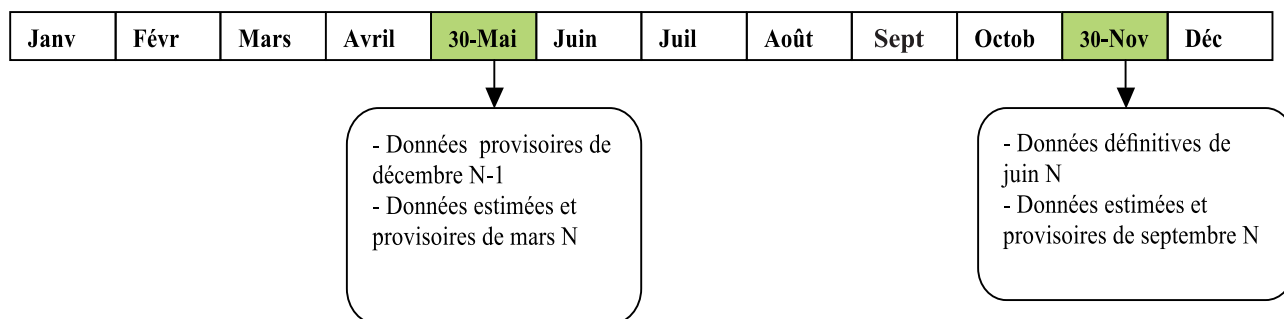 Janv Févr Mars Avril 30-Mai Juin Juil Août Sept Octob 30-Nov Déc
- Données provisoires de
décembre N-1
- Données estimées et
provisoires de mars N
- Données définitives de
juin N
- Données estimées et
provisoires de septembre N